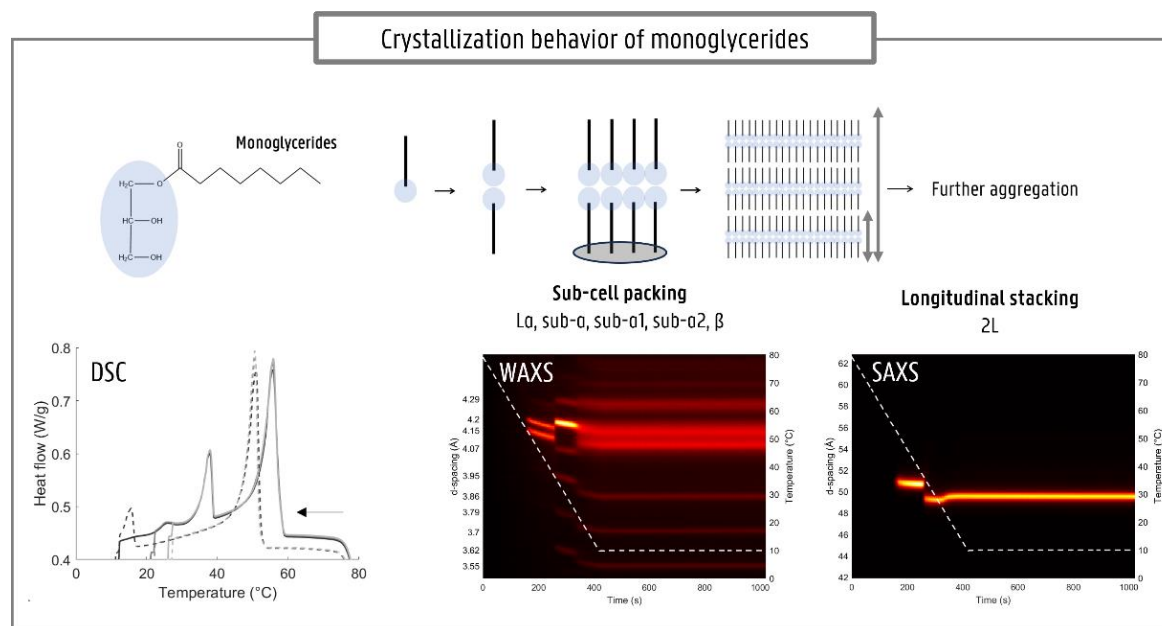 Crystallization behavior of monoglycerides
Monoglycerides
O
H₂C—O
HC—OH
H₂C—OH
Further aggregation
Sub-cell packing
Lα, sub-α, sub-α1, sub-α2, β
Longitudinal stacking
2L
DSC
Heat flow (W/g)
0.8
0.7
0.6
0.5
0.4
0 20 40 60 80
Temperature (°C)
WAXS
d-spacing (Å)
4.29
4.2
4.15
4.07
3.95
3.86
3.79
3.7
3.62
3.55
0 200 400 600 800 1000
Time (s)
80
70
60
50
40
30
20
10
0
Temperature (°C)
SAXS
d-spacing (Å)
62
60
58
56
54
52
50
48
46
44
42
0 200 400 600 800 1000
Time (s)
80
70
60
50
40
30
20
10
0
Temperature (°C)